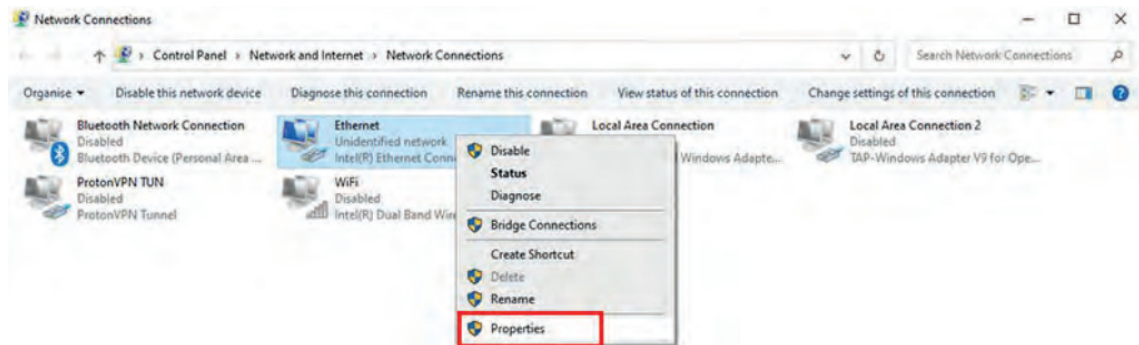 Network Connections
Control Panel › Network and Internet › Network Connections
Search Network Connections
Organise
Disable this network device
Diagnose this connection
Rename this connection
View status of this connection
Change settings of this connection
Bluetooth Network Connection
Disabled
Bluetooth Device (Personal Area ...
Ethernet
Unidentified network
Intel(R) Ethernet Conn
Local Area Connection
Windows Adapte...
Local Area Connection 2
Disabled
TAP-Windows Adapter V9 for Ope...
ProtonVPN TUN
Disabled
ProtonVPN Tunnel
WiFi
Disabled
Intel(R) Dual Band Wire
Disable
Status
Diagnose
Bridge Connections
Create Shortcut
Delete
Rename
Properties